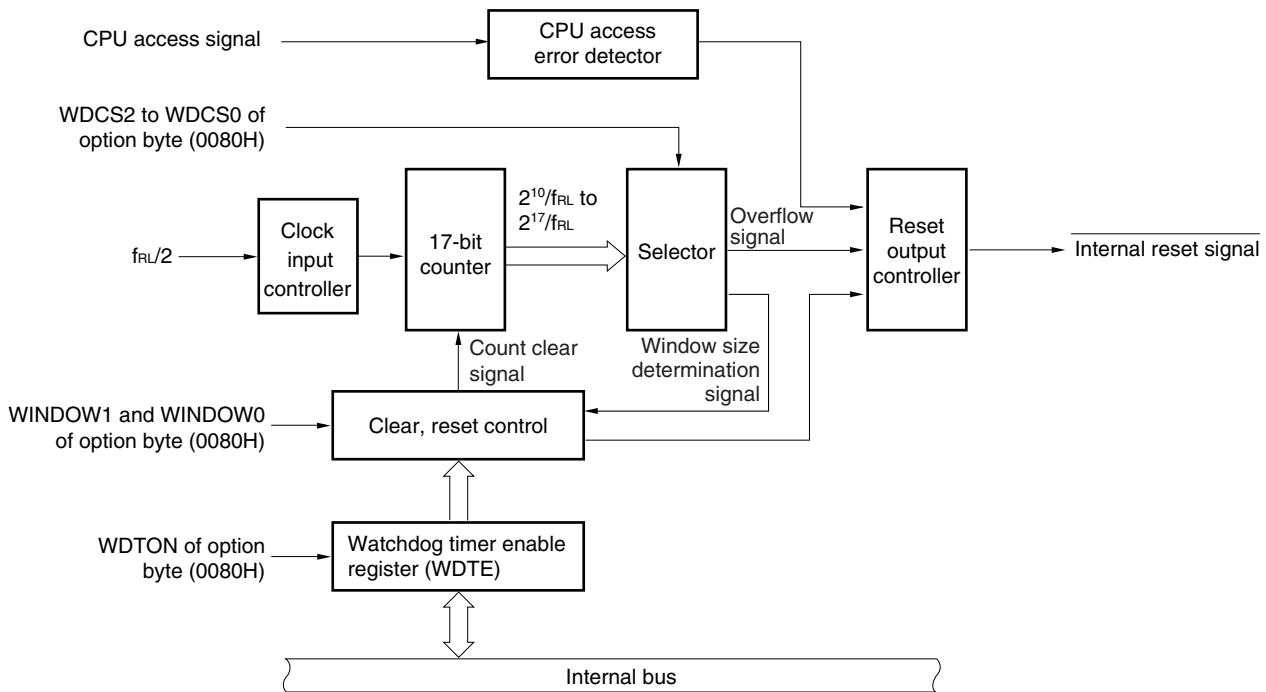 CPU access signal
CPU access
error detector
WDCS2 to WDCS0 of
option byte (0080H)
2¹⁰/fRL to
2¹⁷/fRL
fRL/2
Clock
input
controller
17-bit
counter
Selector
Overflow
signal
Reset
output
controller
Internal reset signal
Count clear
signal
Window size
determination
signal
WINDOW1 and WINDOW0
of option byte (0080H)
Clear, reset control
WDTON of option
byte (0080H)
Watchdog timer enable
register (WDTE)
Internal bus